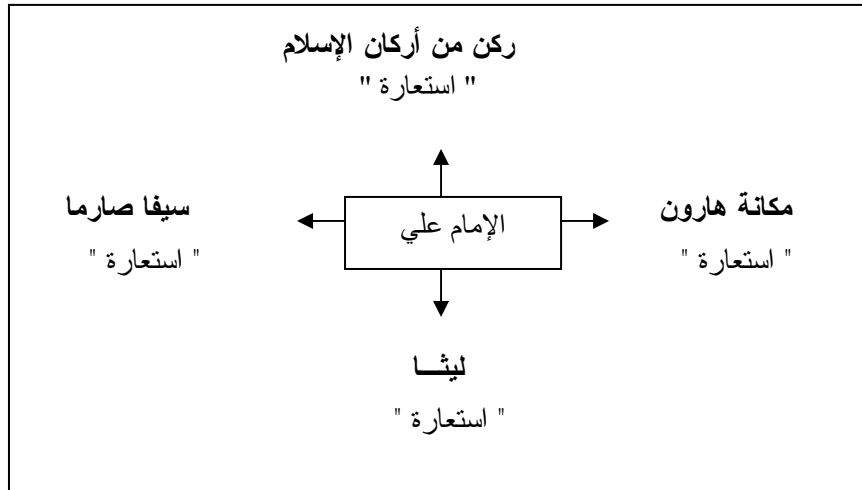 ركن من أركان الإسلام
" استعارة "
مكانة هارون
" استعارة "
الإمام علي
سيفا صارما
" استعارة "
ليثـــا
" استعارة "